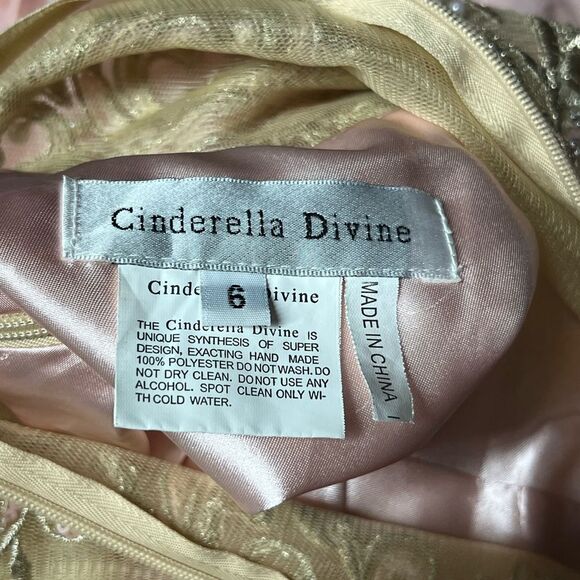 Cinderella Divine
Cinde
6
ivine
THE Cinderella Divine IS
UNIQUE SYNTHESIS OF SUPER
DESIGN, EXACTING HAND MADE
100% POLYESTER DO NOT WASH. DO
NOT DRY CLEAN. DO NOT USE ANY
ALCOHOL. SPOT CLEAN ONLY WI-
TH COLD WATER.
MADE IN CHINA